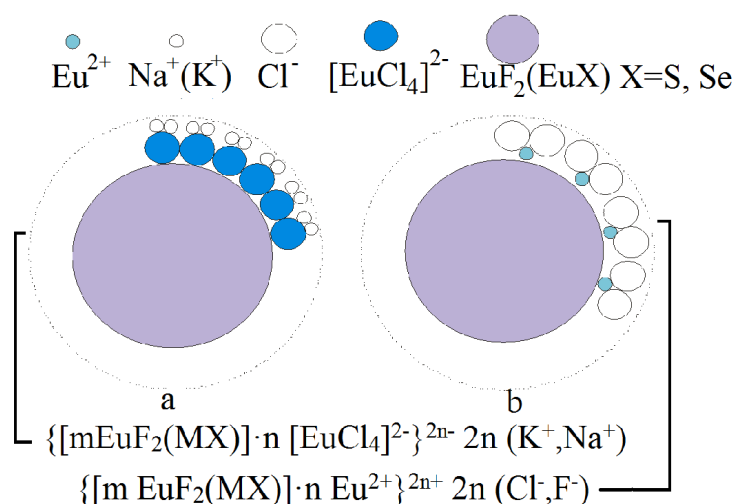 Eu²⁺ Na⁺(K⁺) Cl⁻ [EuCl₄]²⁻ EuF₂(EuX) X=S, Se
a b
{[mEuF₂(MX)]·n [EuCl₄]²⁻}²ⁿ⁻ 2n (K⁺,Na⁺)
{[m EuF₂(MX)]·n Eu²⁺}²ⁿ⁺ 2n (Cl⁻,F⁻)